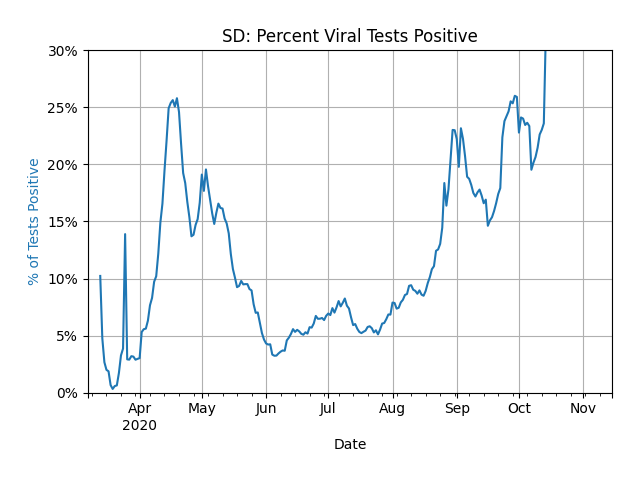 SD: Percent Viral Tests Positive
30%
25%
20%
15%
10%
5%
0%
% of Tests Positive
Apr May Jun Jul Aug Sep Oct Nov
2020
Date